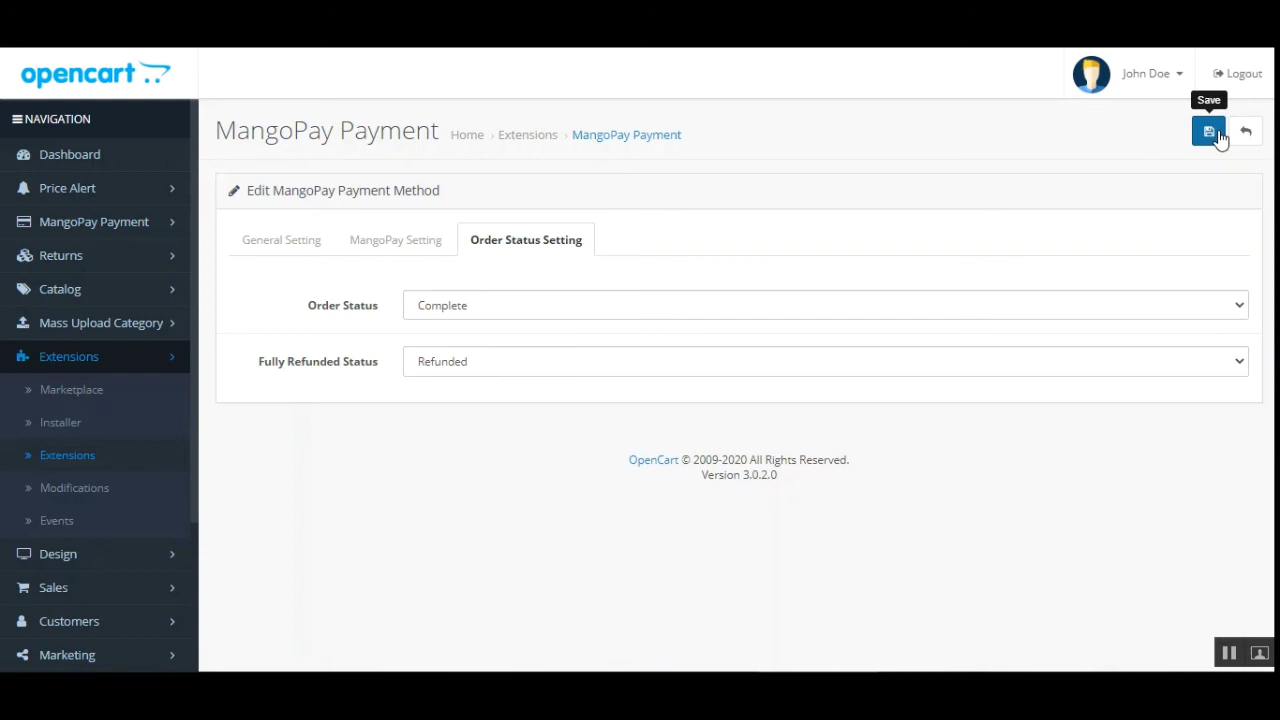 opencart
John Doe
Logout
Save
NAVIGATION
Dashboard
Price Alert
MangoPay Payment
Returns
Catalog
Mass Upload Category
Extensions
Marketplace
Installer
Extensions
Modifications
Events
Design
Sales
Customers
Marketing
MangoPay Payment
Home › Extensions › MangoPay Payment
Edit MangoPay Payment Method
General Setting
MangoPay Setting
Order Status Setting
Order Status
Complete
Fully Refunded Status
Refunded
OpenCart © 2009-2020 All Rights Reserved.
Version 3.0.2.0